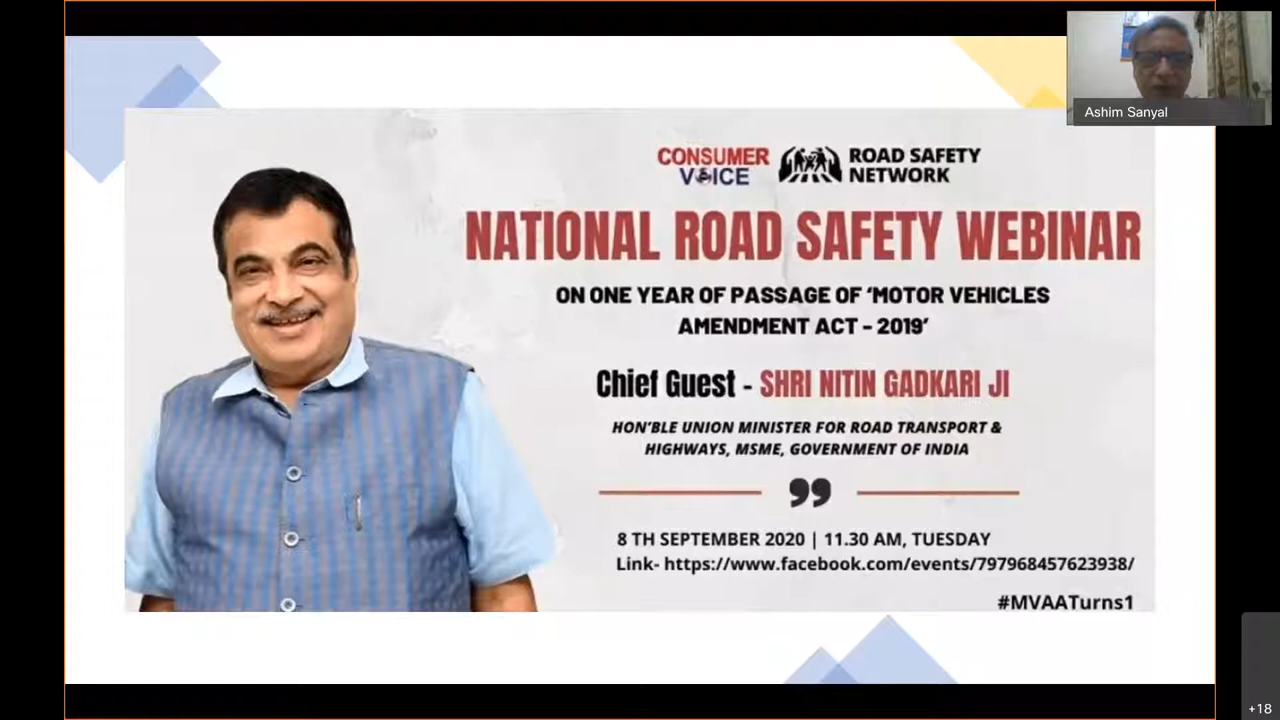 Ashim Sanyal
CONSUMER
VOICE
ROAD SAFETY
NETWORK
NATIONAL ROAD SAFETY WEBINAR
ON ONE YEAR OF PASSAGE OF ‘MOTOR VEHICLES
AMENDMENT ACT - 2019’
Chief Guest - SHRI NITIN GADKARI JI
HON'BLE UNION MINISTER FOR ROAD TRANSPORT &
HIGHWAYS, MSME, GOVERNMENT OF INDIA
”
8 TH SEPTEMBER 2020 | 11.30 AM, TUESDAY
Link- https://www.facebook.com/events/797968457623938/
#MVAATurns1
+18